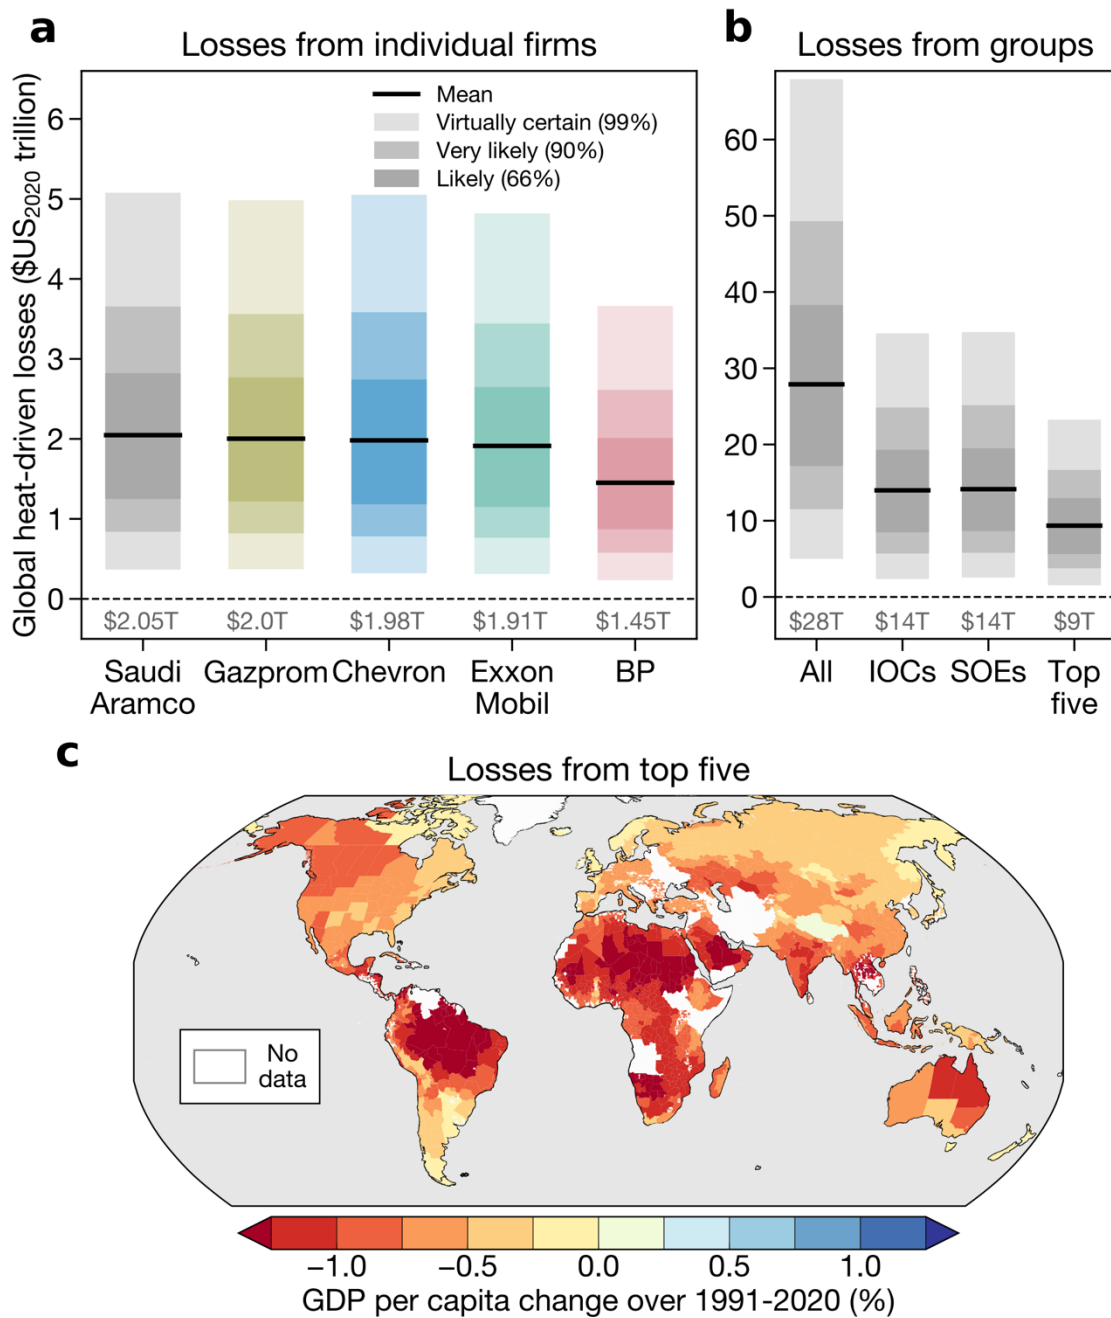 a
Losses from individual firms
Global heat-driven losses ($US2020 trillion)
6
5
4
3
2
1
0
Mean
Virtually certain (99%)
Very likely (90%)
Likely (66%)
$2.05T
$2.0T
$1.98T
$1.91T
$1.45T
Saudi Aramco
Gazprom
Chevron
Exxon Mobil
BP
b
Losses from groups
60
50
40
30
20
10
0
$28T
$14T
$14T
$9T
All
IOCs
SOEs
Top five
c
Losses from top five
No
data
−1.0
−0.5
0.0
0.5
1.0
GDP per capita change over 1991-2020 (%)